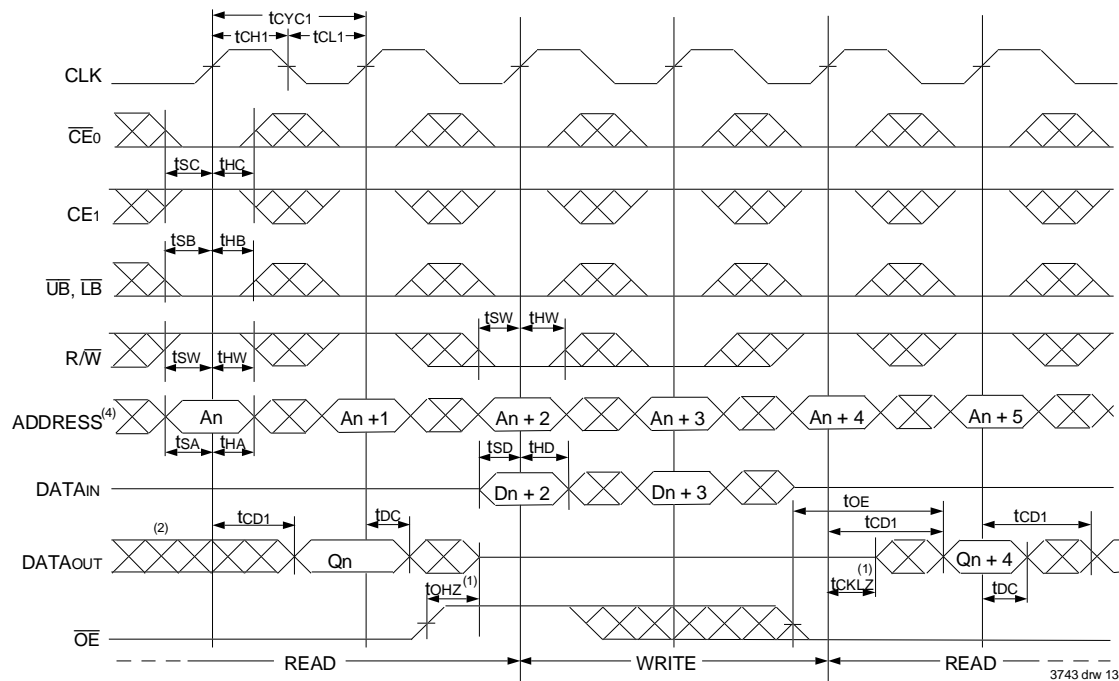 tCYC1
tCH1 tCL1
CLK
CE0
tSC tHC
CE1
tSB tHB
UB, LB
tSW tHW
R/W
tSW tHW
ADDRESS(4) An An +1 An + 2 An + 3 An + 4 An + 5
tSA tHA
tSD tHD
DATAIN Dn + 2 Dn + 3
tOE
tCD1 tDC tCD1 tCD1
(2)
DATAOUT Qn Qn + 4
tOHZ(1) tCKLZ(1) tDC
OE
READ WRITE READ
3743 drw 13